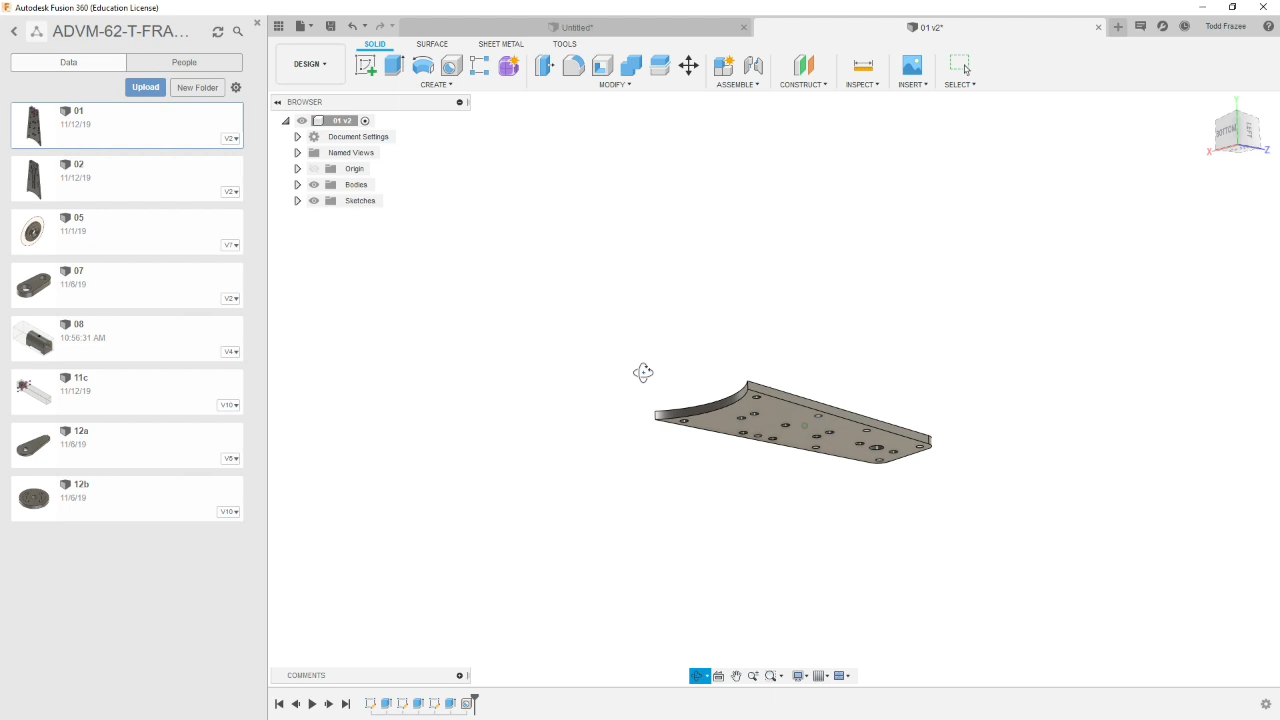 Autodesk Fusion 360 (Education License)
ADVM-62-T-FRA...
Data
People
Upload
New Folder
01
11/12/19
V2
02
11/12/19
V2
05
11/1/19
V7
07
11/6/19
V2
08
10:56:31 AM
V4
11c
11/12/19
V10
12a
11/6/19
V6
12b
11/6/19
V10
Untitled*
01 v2*
Todd Frazee
DESIGN
SOLID
SURFACE
SHEET METAL
TOOLS
CREATE
MODIFY
ASSEMBLE
CONSTRUCT
INSPECT
INSERT
SELECT
BROWSER
01 v2
Document Settings
Named Views
Origin
Bodies
Sketches
Y
BOTTOM
LEFT
X
Z
COMMENTS